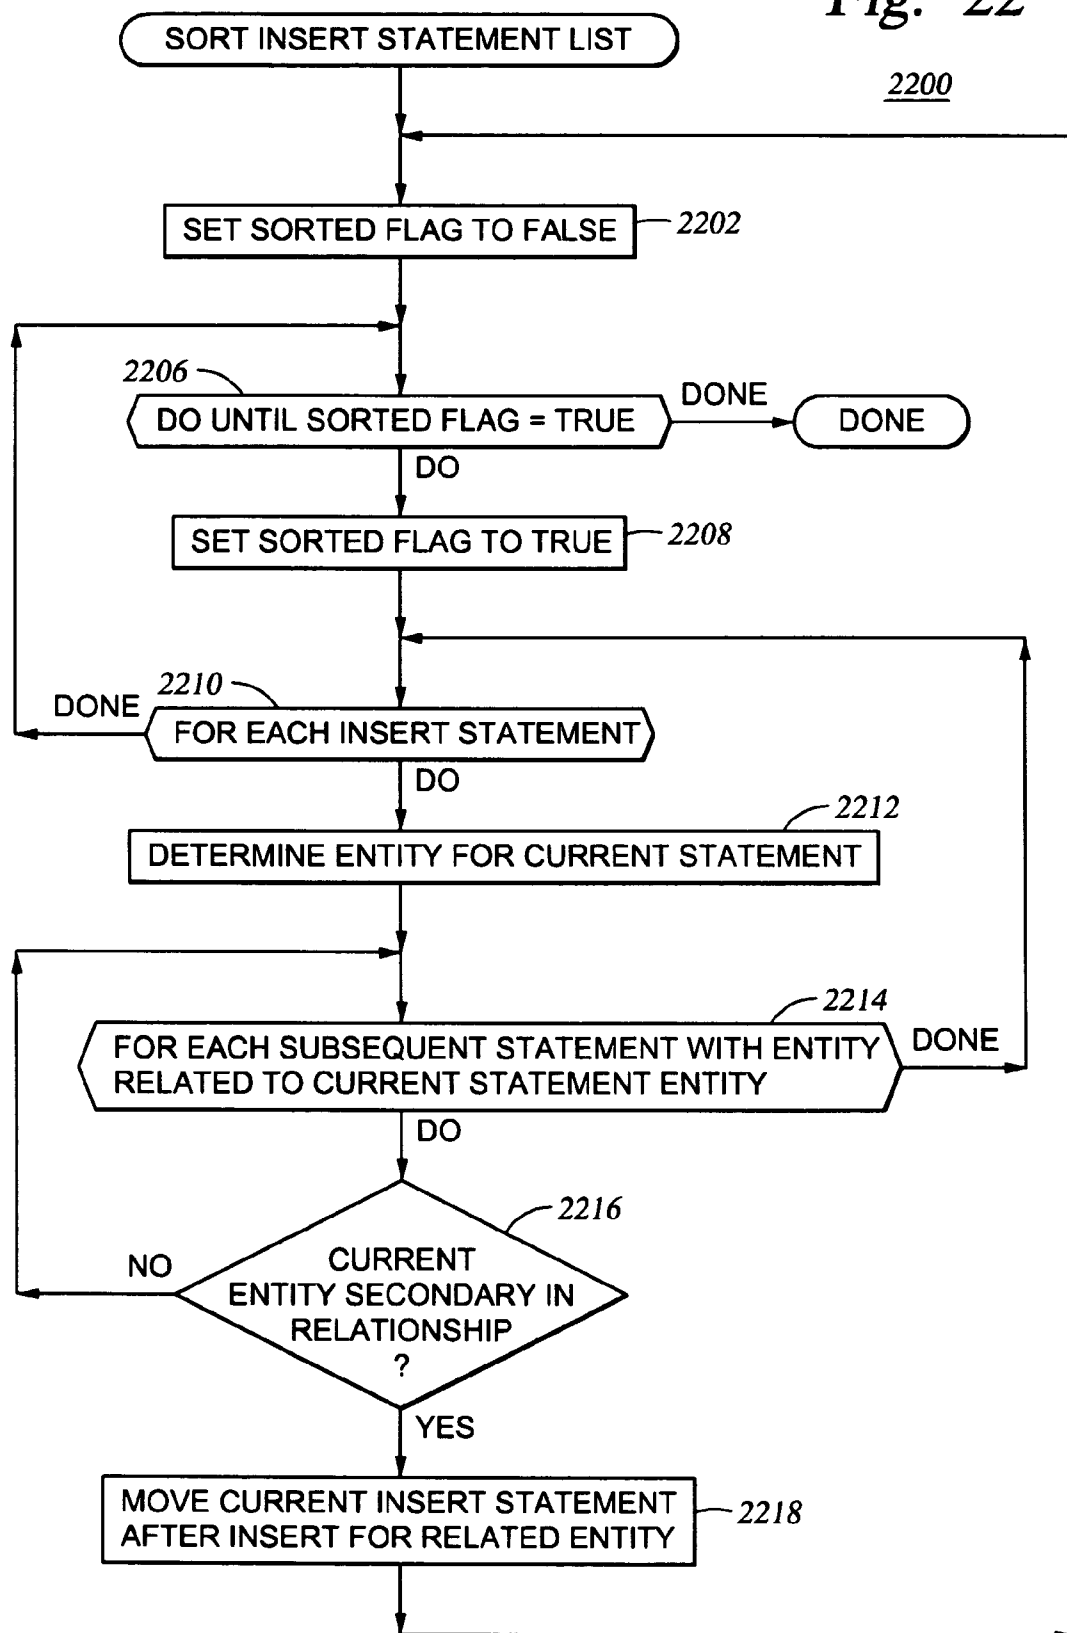 Fig. 22
SORT INSERT STATEMENT LIST
2200
SET SORTED FLAG TO FALSE
2202
2206
DO UNTIL SORTED FLAG = TRUE
DONE
DONE
DO
SET SORTED FLAG TO TRUE
2208
2210
DONE
FOR EACH INSERT STATEMENT
DO
2212
DETERMINE ENTITY FOR CURRENT STATEMENT
2214
FOR EACH SUBSEQUENT STATEMENT WITH ENTITY
RELATED TO CURRENT STATEMENT ENTITY
DONE
DO
2216
NO
CURRENT
ENTITY SECONDARY IN
RELATIONSHIP
?
YES
MOVE CURRENT INSERT STATEMENT
AFTER INSERT FOR RELATED ENTITY
2218